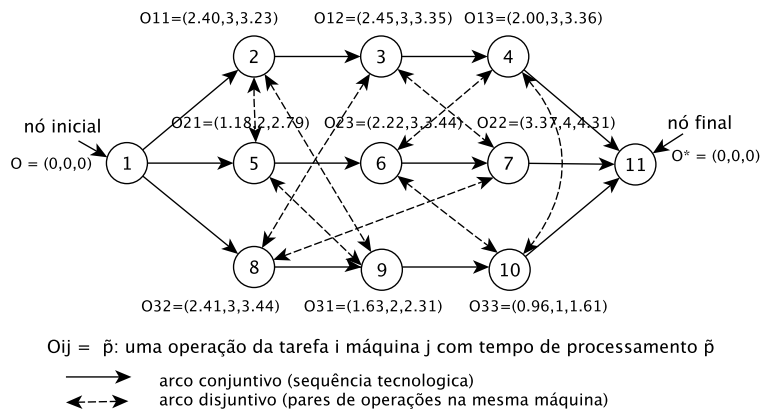 O11=(2.40,3,3.23) O12=(2.45,3,3.35) O13=(2.00,3,3.36)
2 3 4
nó inicial O21=(1.18,2,2.79) O23=(2.22,3,3.44) O22=(3.37,4,4.31) nó final
O = (0,0,0) 1 5 6 7 11 O* = (0,0,0)
8 9 10
O32=(2.41,3,3.44) O31=(1.63,2,2.31) O33=(0.96,1,1.61)
Oij = p̃: uma operação da tarefa i máquina j com tempo de processamento p̃
arco conjuntivo (sequência tecnologica)
arco disjuntivo (pares de operações na mesma máquina)